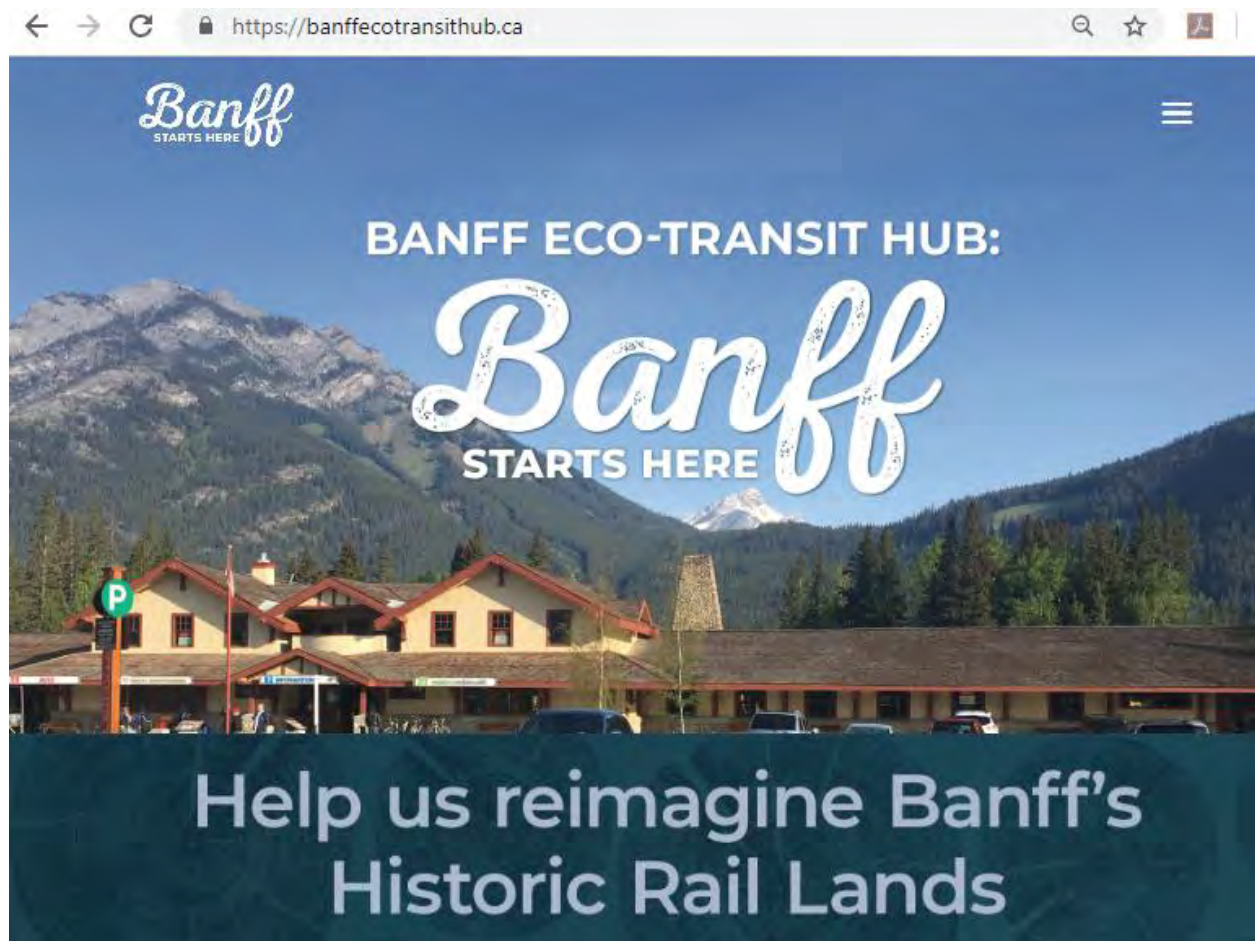 https://banffecotransithub.ca
Banff
STARTS HERE
BANFF ECO-TRANSIT HUB:
Banff
STARTS HERE
P
Help us reimagine Banff's
Historic Rail Lands